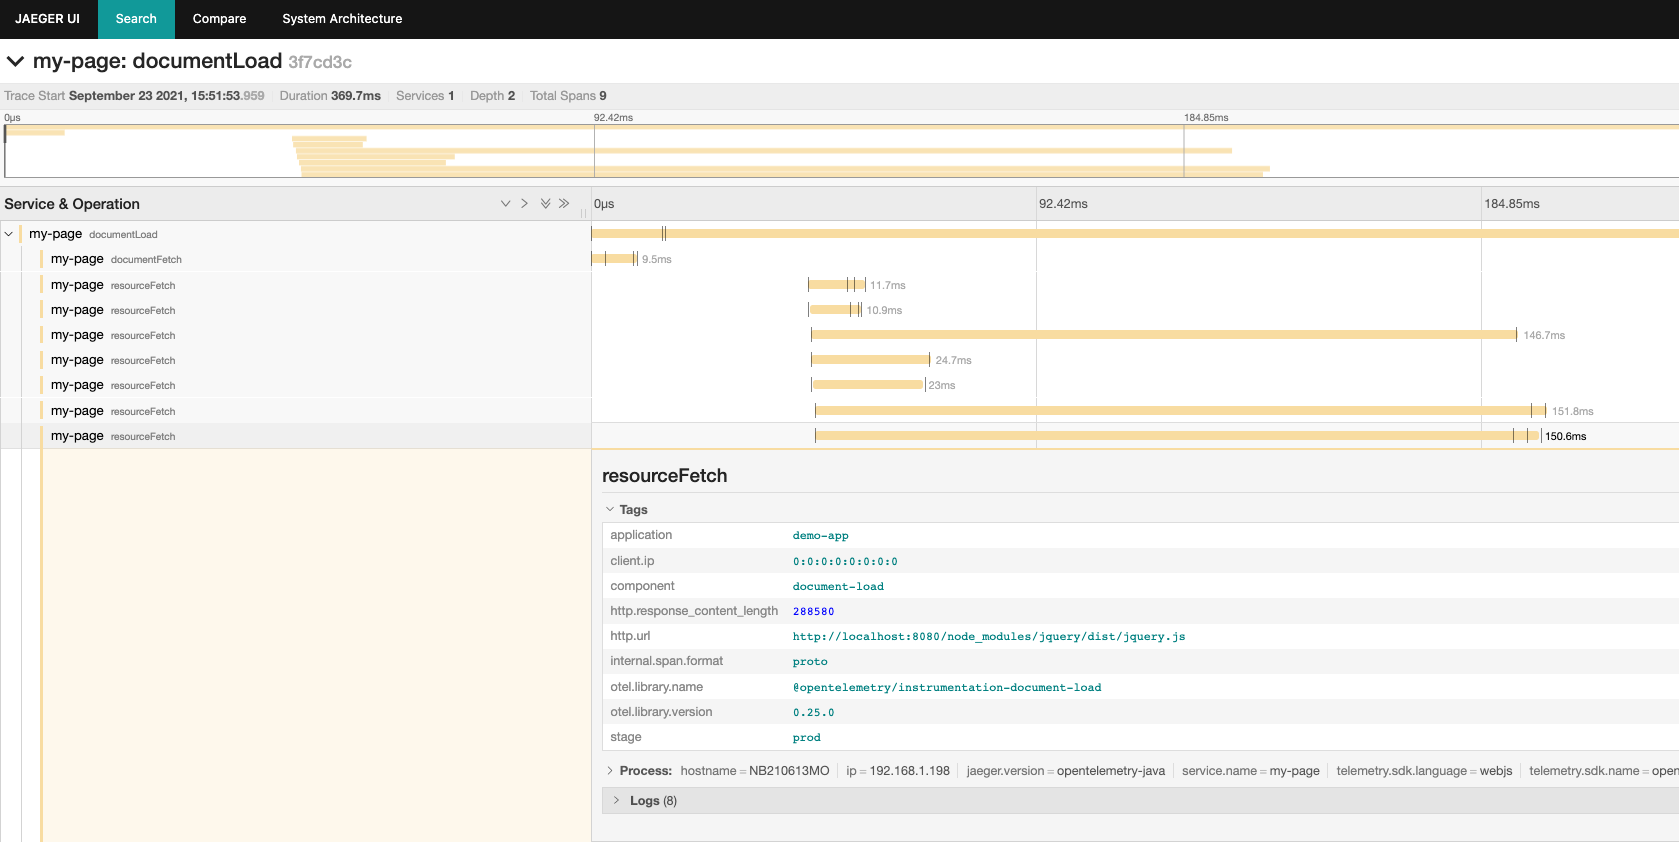 JAEGER UI Search Compare System Architecture
my-page: documentLoad 3f7cd3c
Trace Start September 23 2021, 15:51:53.959 Duration 369.7ms Services 1 Depth 2 Total Spans 9
0μs 92.42ms 184.85ms
Service & Operation 0μs 92.42ms 184.85ms
my-page documentLoad
my-page documentFetch 9.5ms
my-page resourceFetch 11.7ms
my-page resourceFetch 10.9ms
my-page resourceFetch 146.7ms
my-page resourceFetch 24.7ms
my-page resourceFetch 23ms
my-page resourceFetch 151.8ms
my-page resourceFetch 150.6ms
resourceFetch
Tags
application demo-app
client.ip 0:0:0:0:0:0:0:0
component document-load
http.response_content_length 288580
http.url http://localhost:8080/node_modules/jquery/dist/jquery.js
internal.span.format proto
otel.library.name @opentelemetry/instrumentation-document-load
otel.library.version 0.25.0
stage prod
Process: hostname = NB210613MO ip = 192.168.1.198 jaeger.version = opentelemetry-java service.name = my-page telemetry.sdk.language = webjs telemetry.sdk.name = open
Logs (8)